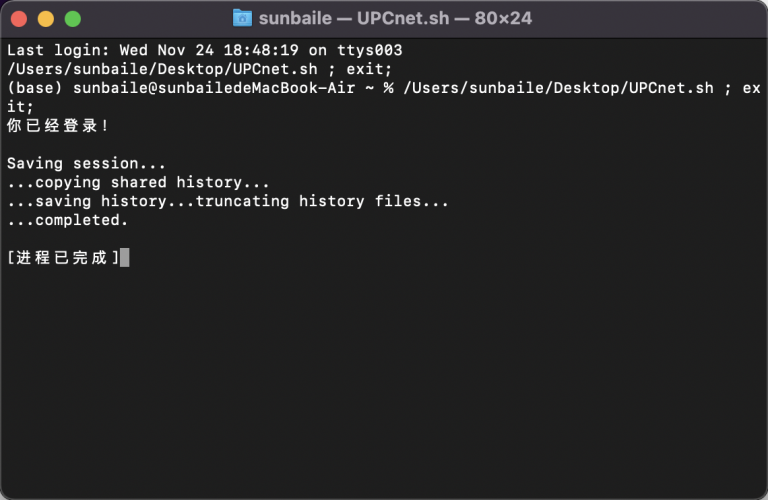 sunbaile — UPCnet.sh — 80×24
Last login: Wed Nov 24 18:48:19 on ttys003
/Users/sunbaile/Desktop/UPCnet.sh ; exit;
(base) sunbaile@sunbailedeMacBook-Air ~ % /Users/sunbaile/Desktop/UPCnet.sh ; ex
it;
你已经登录！
Saving session...
...copying shared history...
...saving history...truncating history files...
...completed.
[进程已完成]